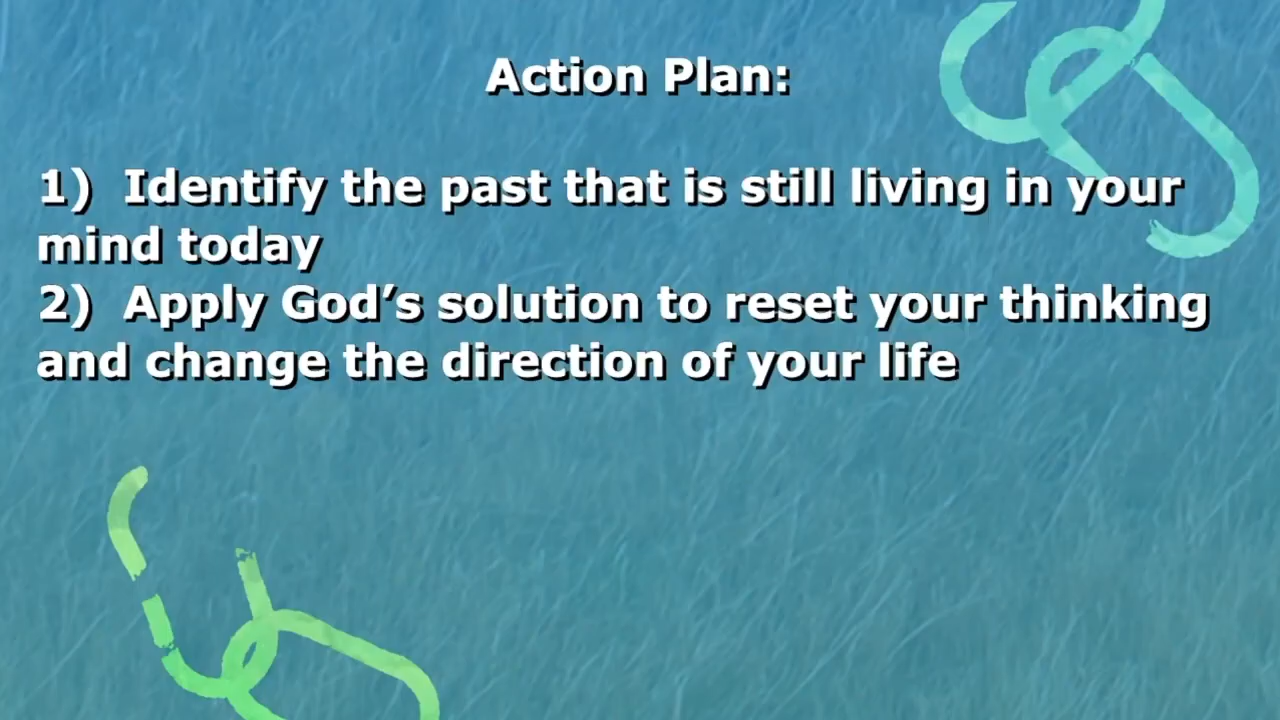 Action Plan:
1)  Identify the past that is still living in your
mind today
2)  Apply God’s solution to reset your thinking
and change the direction of your life